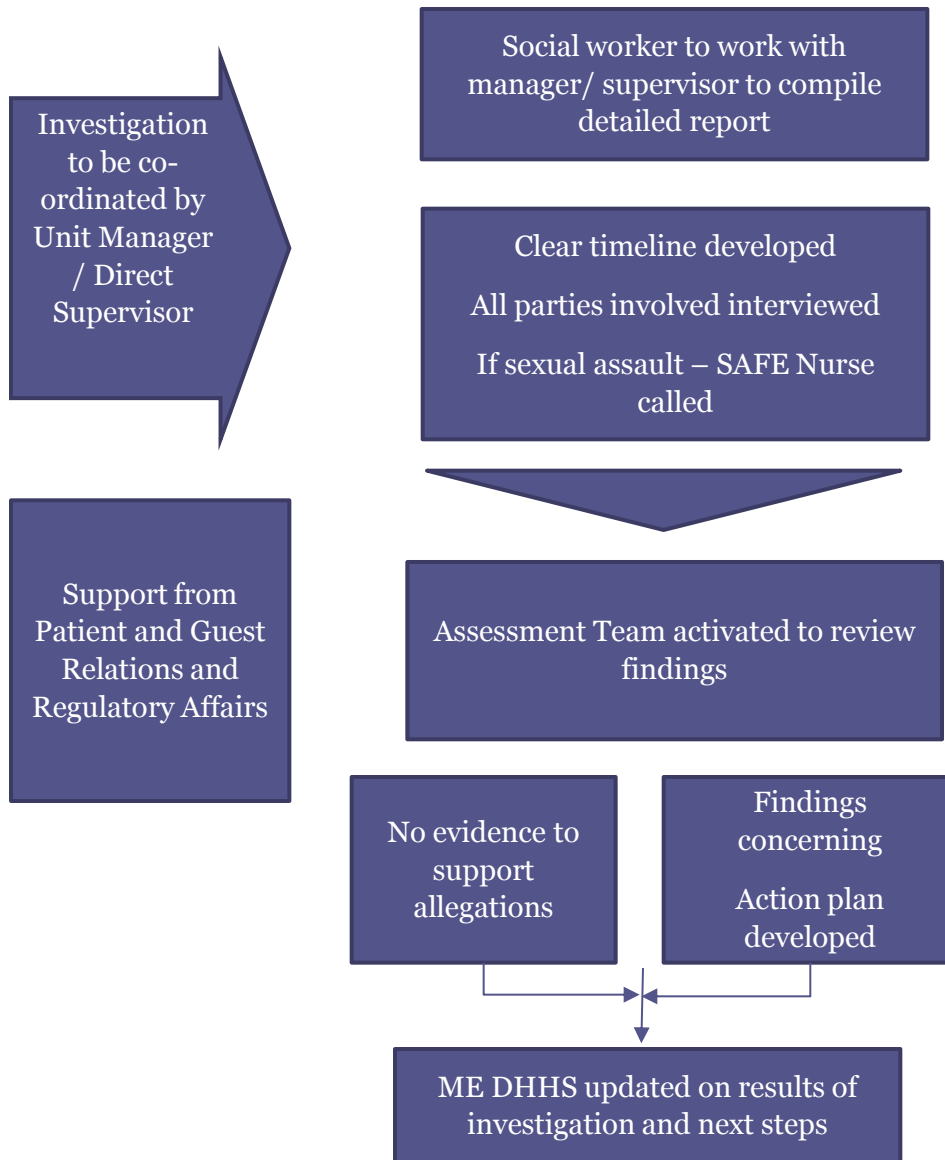 Investigation
to be co-
ordinated by
Unit Manager
/ Direct
Supervisor
Social worker to work with
manager/ supervisor to compile
detailed report
Clear timeline developed
All parties involved interviewed
If sexual assault – SAFE Nurse
called
Support from
Patient and Guest
Relations and
Regulatory Affairs
Assessment Team activated to review
findings
No evidence to
support
allegations
Findings
concerning
Action plan
developed
ME DHHS updated on results of
investigation and next steps